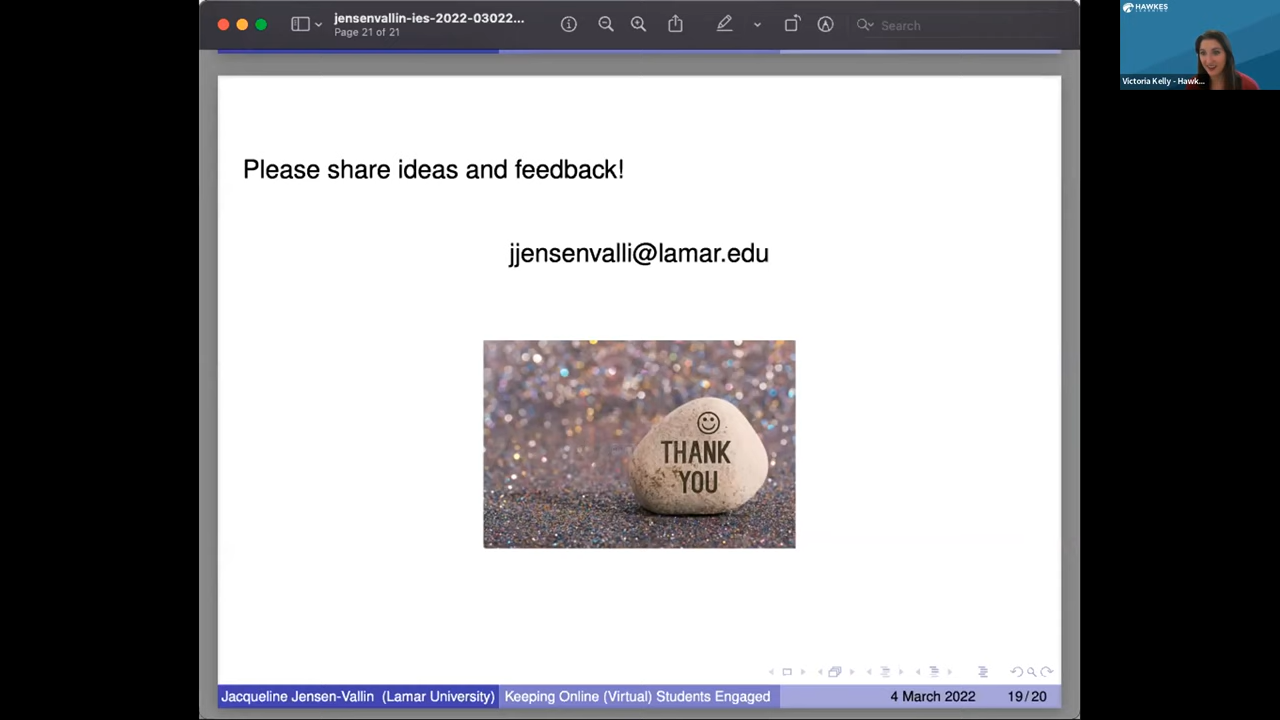 jensenvallin-ies-2022-03022...
Page 21 of 21
Search
HAWKES
LEARNING
Victoria Kelly - Hawk...
Please share ideas and feedback!
jjensenvalli@lamar.edu
THANK
YOU
Jacqueline Jensen-Vallin (Lamar University)
Keeping Online (Virtual) Students Engaged
4 March 2022
19/20